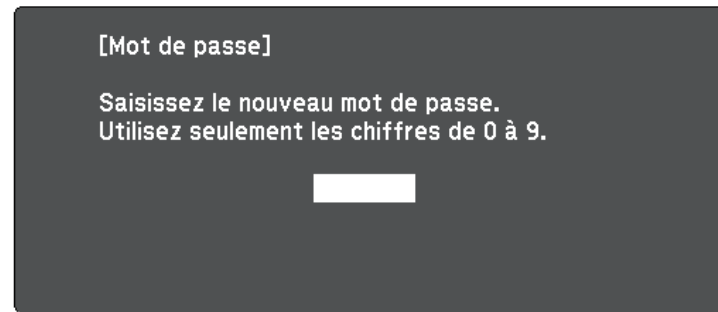 [Mot de passe]
Saisissez le nouveau mot de passe.
Utilisez seulement les chiffres de 0 à 9.